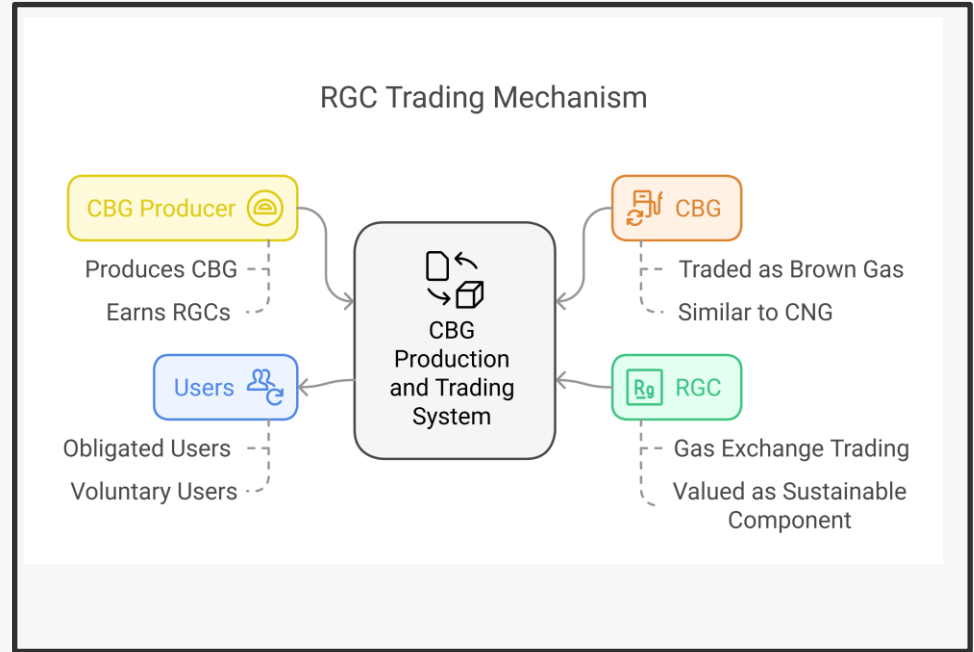 RGC Trading Mechanism
CBG Producer
Produces CBG
Earns RGCs
Users
Obligated Users
Voluntary Users
CBG
Production
and Trading
System
CBG
Traded as Brown Gas
Similar to CNG
Rg RGC
Gas Exchange Trading
Valued as Sustainable
Component